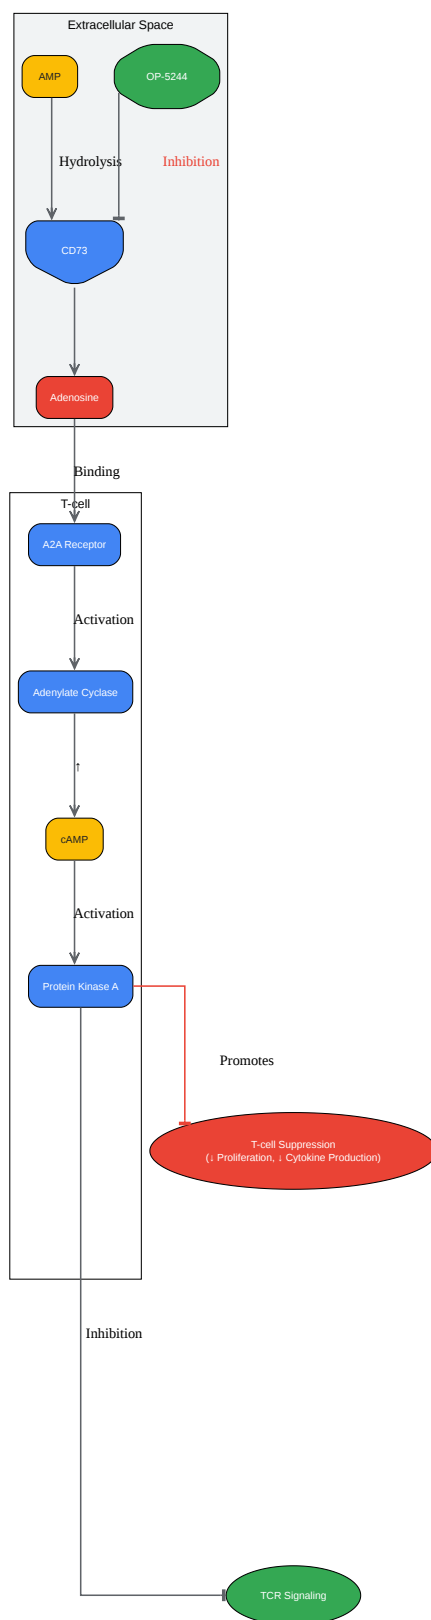 Extracellular Space
AMP
OP-5244
Hydrolysis
Inhibition
CD73
Adenosine
Binding
T-cell
A2A Receptor
Activation
Adenylate Cyclase
↑
cAMP
Activation
Protein Kinase A
Promotes
T-cell Suppression
(↓ Proliferation, ↓ Cytokine Production)
Inhibition
TCR Signaling